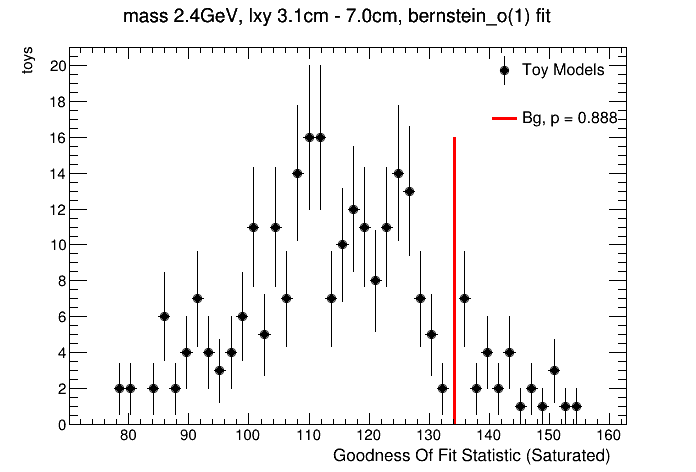 mass 2.4GeV, lxy 3.1cm - 7.0cm, bernstein_o(1) fit
toys
Toy Models
Bg, p = 0.888
20
18
16
14
12
10
8
6
4
2
0
80 90 100 110 120 130 140 150 160
Goodness Of Fit Statistic (Saturated)